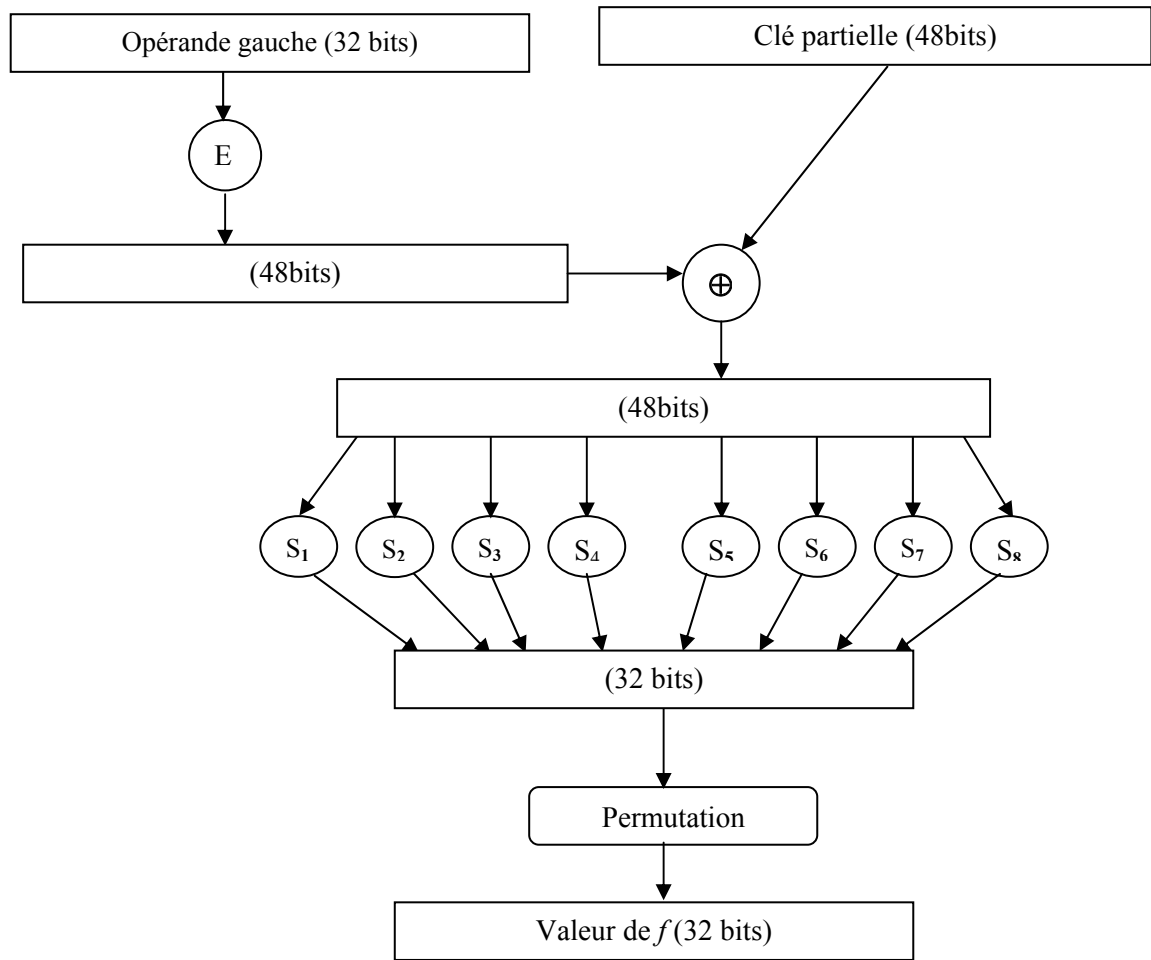 Opérande gauche (32 bits)
Clé partielle (48bits)
E
(48bits)
⊕
(48bits)
S1 S2 S3 S4 S5 S6 S7 S8
(32 bits)
Permutation
Valeur de f (32 bits)